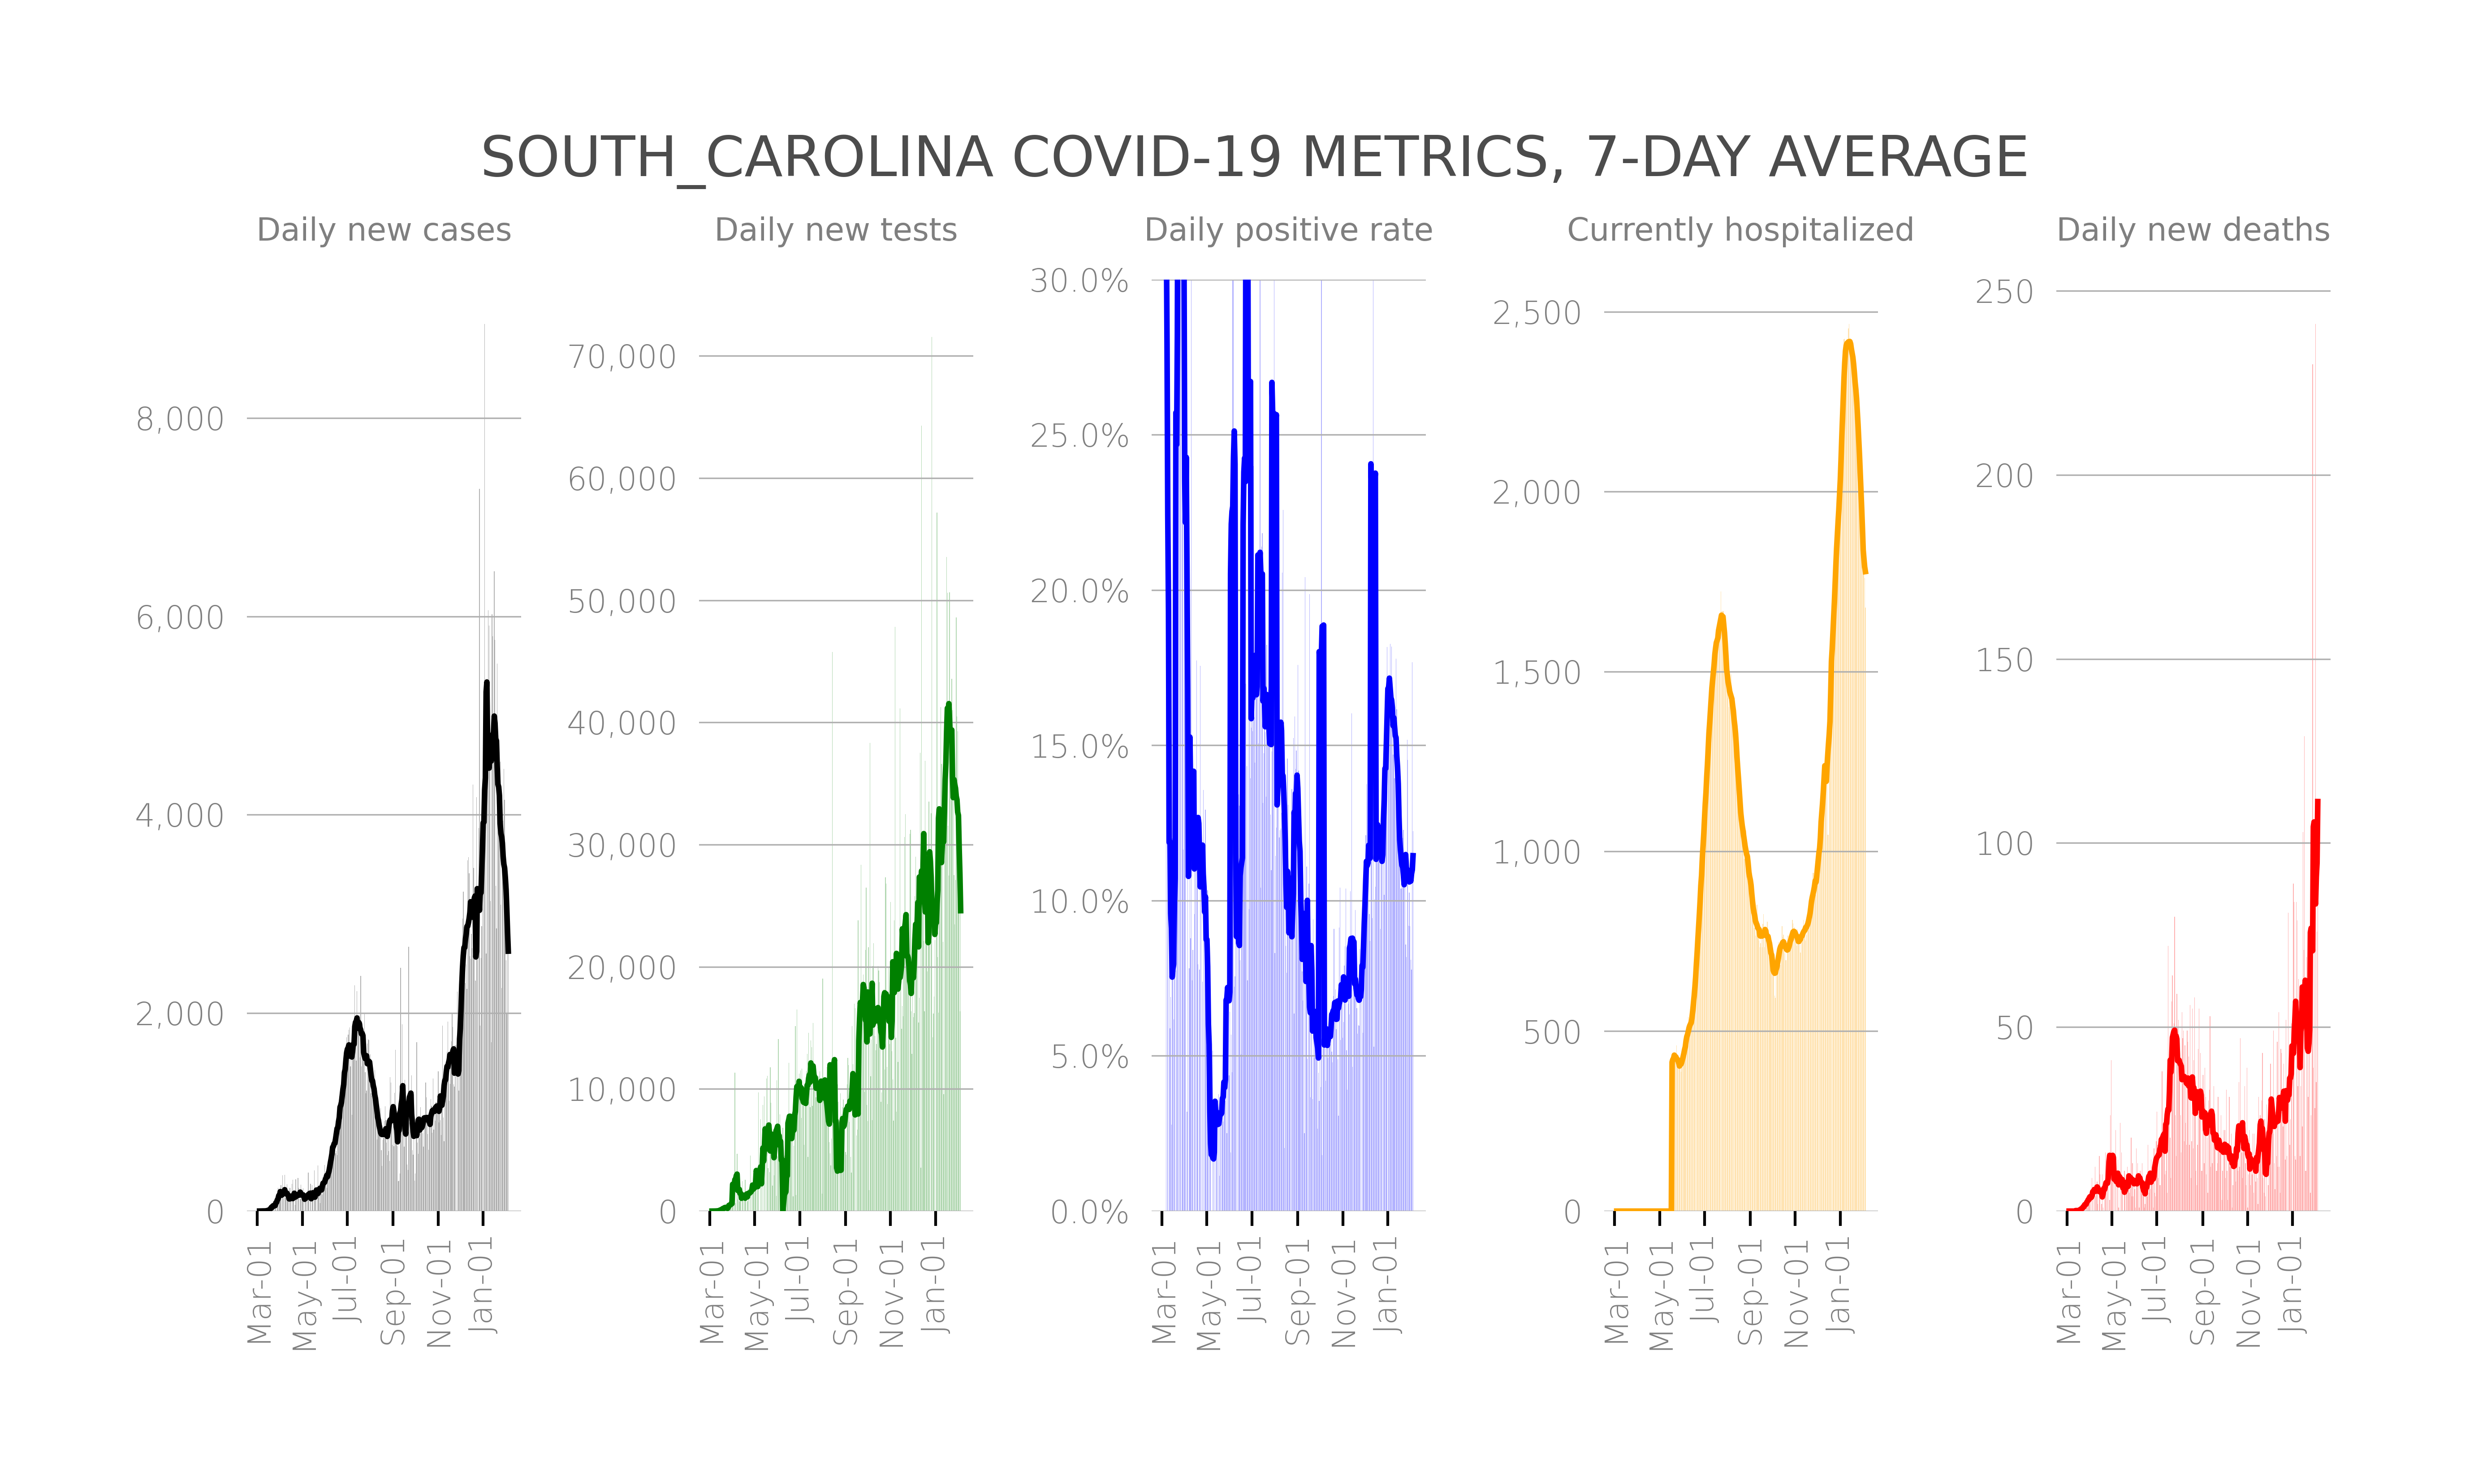 SOUTH_CAROLINA COVID-19 METRICS, 7-DAY AVERAGE
Daily new cases
8,000
6,000
4,000
2,000
0
Mar-01
May-01
Jul-01
Sep-01
Nov-01
Jan-01
Daily new tests
70,000
60,000
50,000
40,000
30,000
20,000
10,000
0
Mar-01
May-01
Jul-01
Sep-01
Nov-01
Jan-01
Daily positive rate
30.0%
25.0%
20.0%
15.0%
10.0%
5.0%
0.0%
Mar-01
May-01
Jul-01
Sep-01
Nov-01
Jan-01
Currently hospitalized
2,500
2,000
1,500
1,000
500
0
Mar-01
May-01
Jul-01
Sep-01
Nov-01
Jan-01
Daily new deaths
250
200
150
100
50
0
Mar-01
May-01
Jul-01
Sep-01
Nov-01
Jan-01